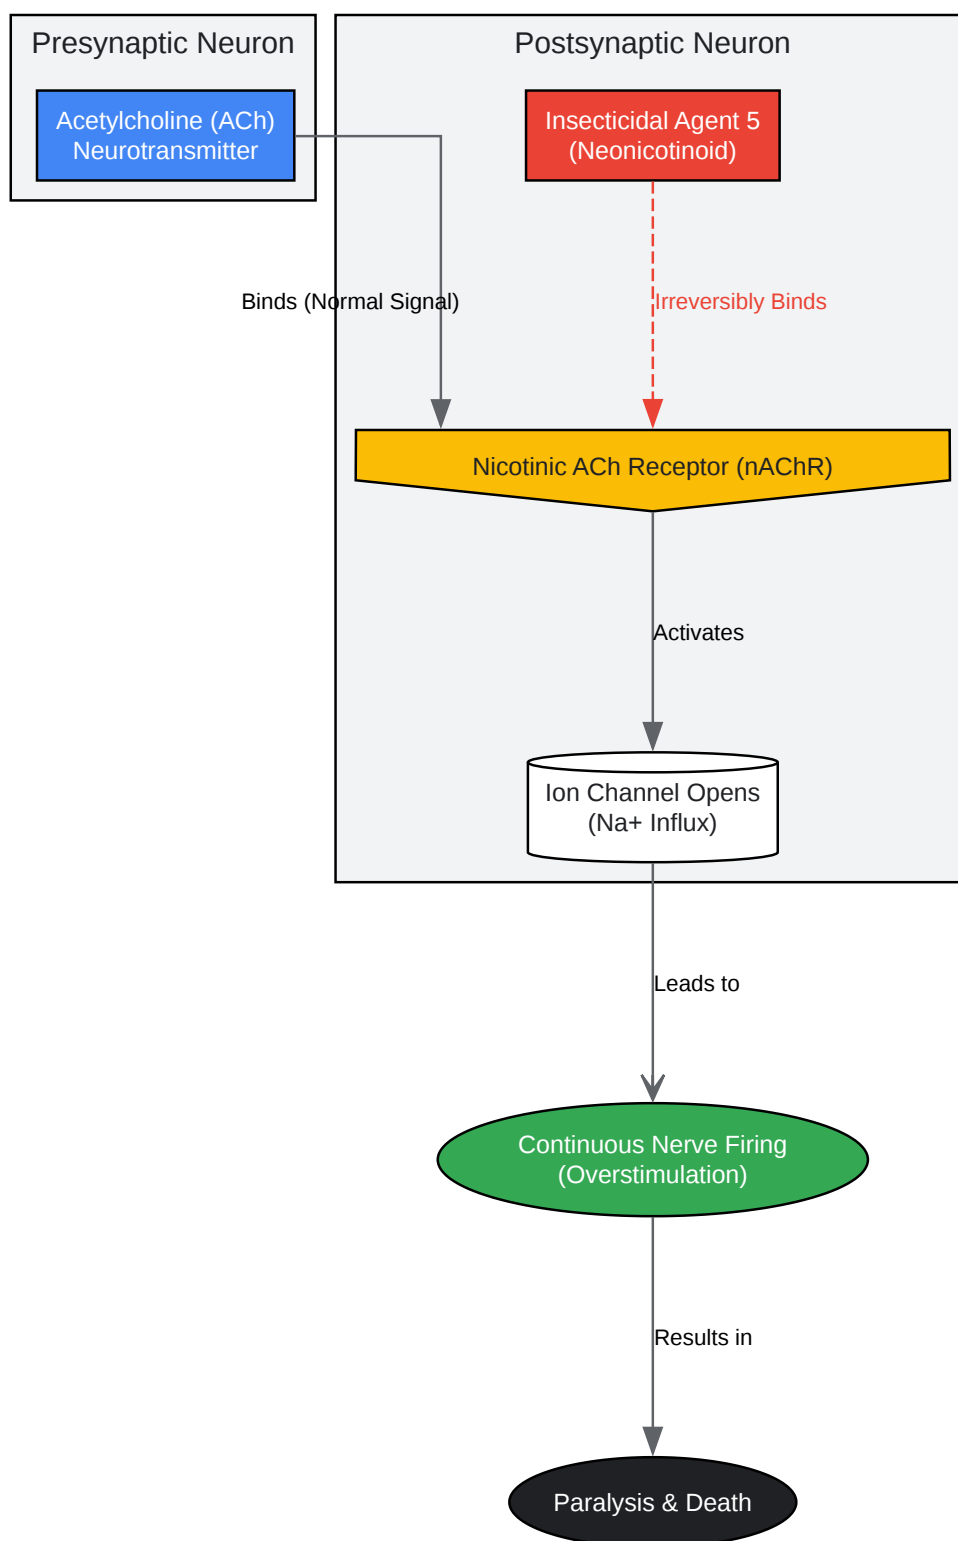 Presynaptic Neuron
Postsynaptic Neuron
Acetylcholine (ACh)
Neurotransmitter
Insecticidal Agent 5
(Neonicotinoid)
Binds (Normal Signal)
Irreversibly Binds
Nicotinic ACh Receptor (nAChR)
Activates
Ion Channel Opens
(Na+ Influx)
Leads to
Continuous Nerve Firing
(Overstimulation)
Results in
Paralysis & Death